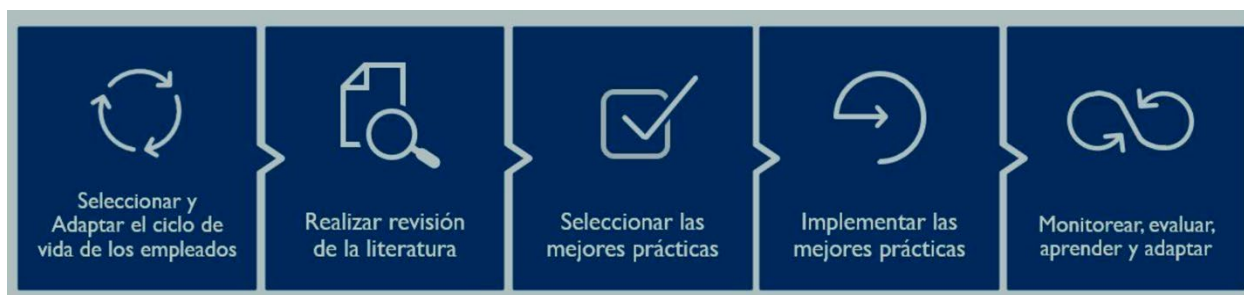 Seleccionar y
Adaptar el ciclo de
vida de los empleados
Realizar revisión
de la literatura
Seleccionar las
mejores prácticas
Implementar las
mejores prácticas
Monitorear, evaluar,
aprender y adaptar